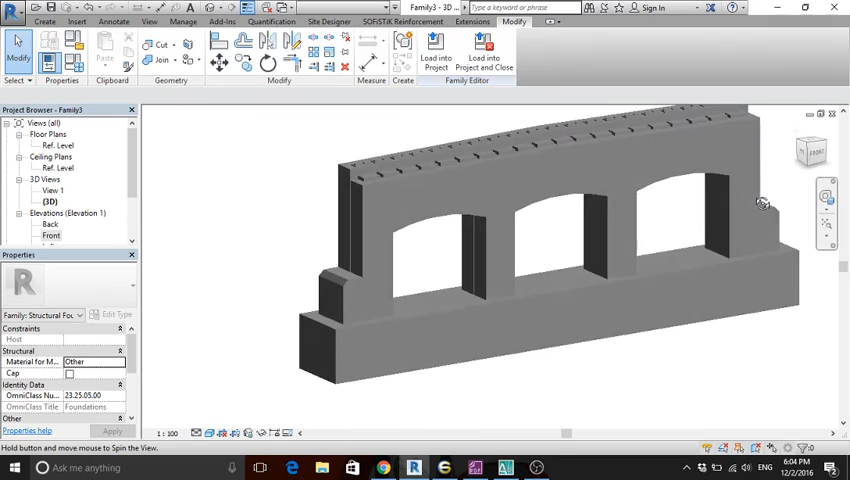 Family3 - 3D ...
Type a keyword or phrase
Sign In
Create
Insert
Annotate
View
Manage
Add-Ins
Quantification
Site Designer
SOFiSTiK Reinforcement
Extensions
Modify
Modify
Paste
Cut
Join
Load into
Project
Load into
Project and Close
Select
Properties
Clipboard
Geometry
Modify
Measure
Create
Family Editor
Project Browser - Family3
Views (all)
Floor Plans
Ref. Level
Ceiling Plans
Ref. Level
3D Views
View 1
(3D)
Elevations (Elevation 1)
Back
Front
Properties
Family: Structural Fou
Edit Type
Constraints
Host
Structural
Material for M...
Other
Cap
Identity Data
OmniClass Nu...
23.25.05.00
OmniClass Title
Foundations
Other
Properties help
Apply
FRONT
1 : 100
Hold button and move mouse to Spin the View.
:0
Ask me anything
ENG
6:04 PM
12/2/2016